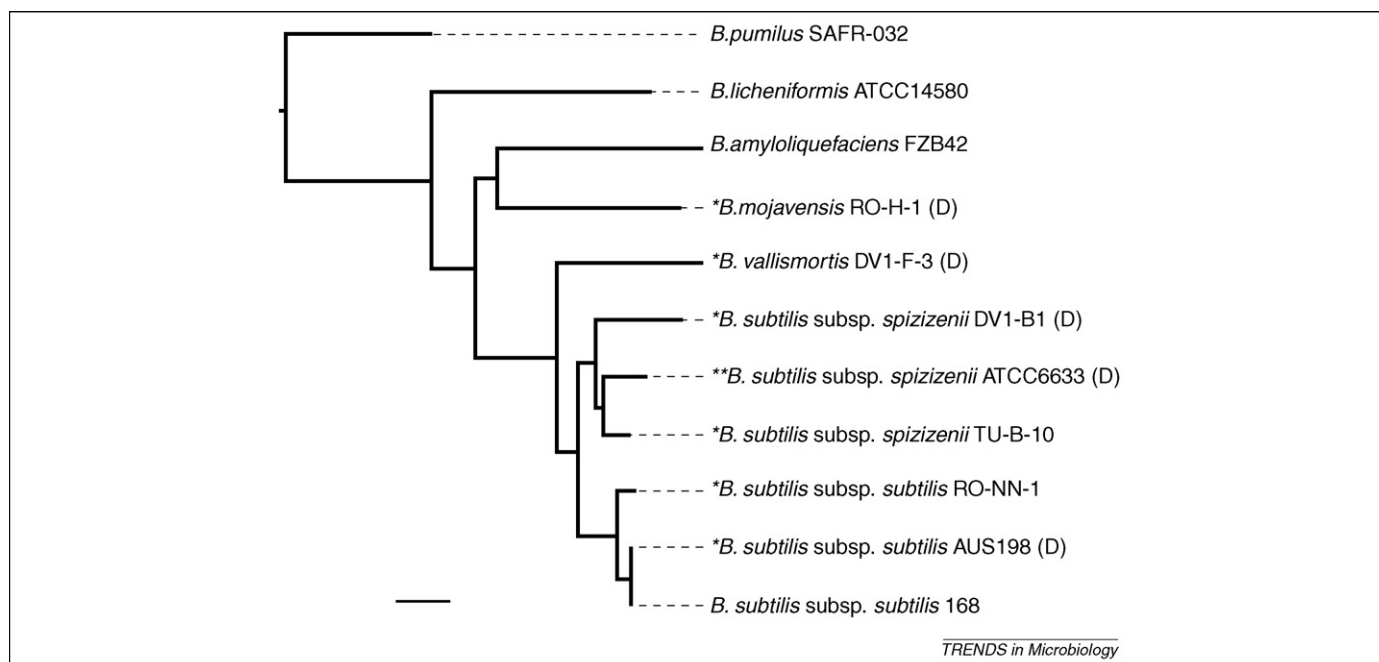 B.pumilus SAFR-032
B.licheniformis ATCC14580
B.amyloliquefaciens FZB42
*B.mojavensis RO-H-1 (D)
*B. vallismortis DV1-F-3 (D)
*B. subtilis subsp. spizizenii DV1-B1 (D)
**B. subtilis subsp. spizizenii ATCC6633 (D)
*B. subtilis subsp. spizizenii TU-B-10
*B. subtilis subsp. subtilis RO-NN-1
*B. subtilis subsp. subtilis AUS198 (D)
B. subtilis subsp. subtilis 168
TRENDS in Microbiology